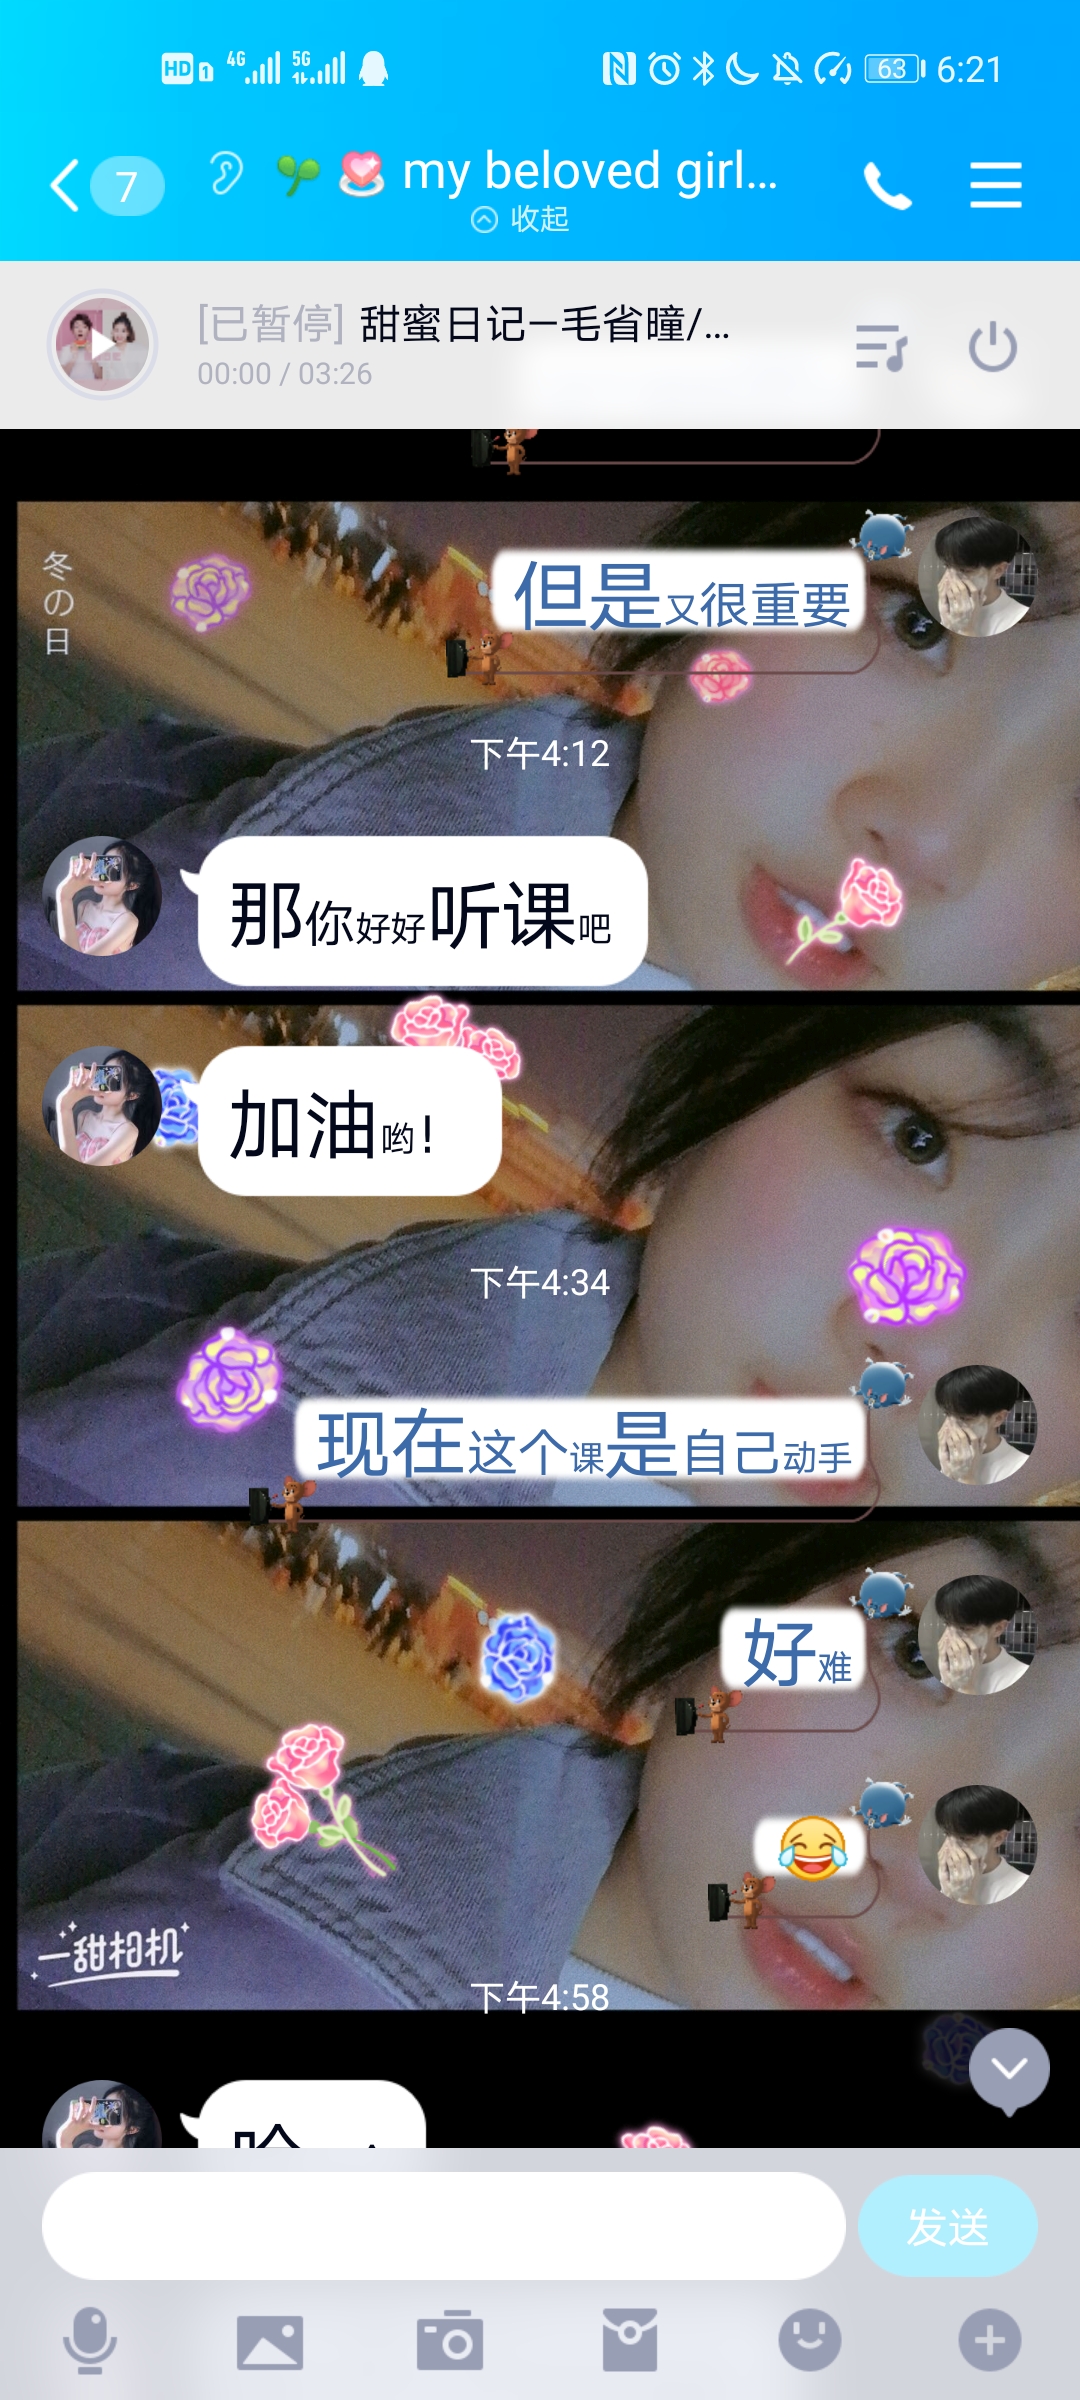 HD 1 4G 5G 63 6:21
7 my beloved girl...
收起
[已暂停] 甜蜜日记—毛省曈/...
00:00 / 03:26
冬の日
但是又很重要
下午4:12
那你好好听课吧
加油哟！
下午4:34
现在这个课是自己动手
好难
一甜相机
下午4:58
发送